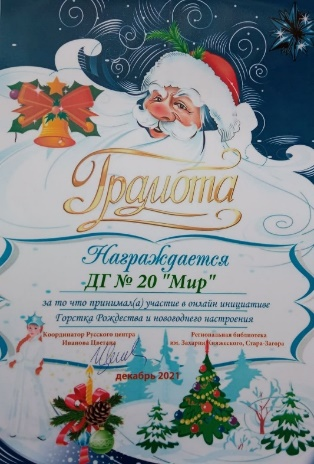 Грамота
Награждается
ДГ № 20 "Мир"
за то что принимал(а) участие в онлайн инициативе
Горстка Рождества и новогоднего настроения
Координатор Русского центра
Иванова Цветана
Региональная библиотека
им. Захария Княжеского, Стара-Загора
декабрь 2021